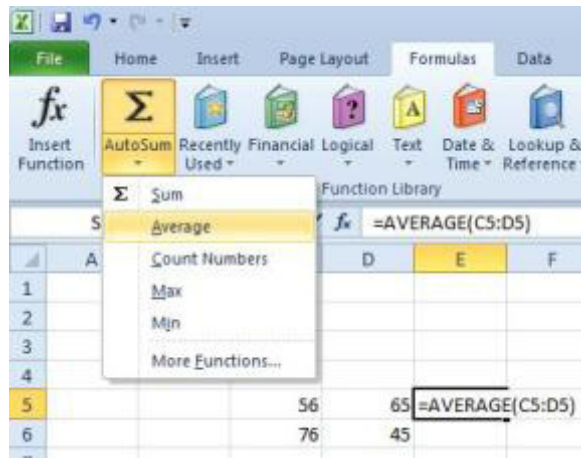 File Home Insert Page Layout Formulas Data
fx Σ ? A
Insert Function AutoSum Recently Used Financial Logical Text Date & Time Lookup & Reference
Function Library
Σ Sum
Average
Count Numbers
Max
Min
More Functions...
S fx =AVERAGE(C5:D5)
A D E F
1
2
3
4
5 56 65 =AVERAGE(C5:D5)
6 76 45